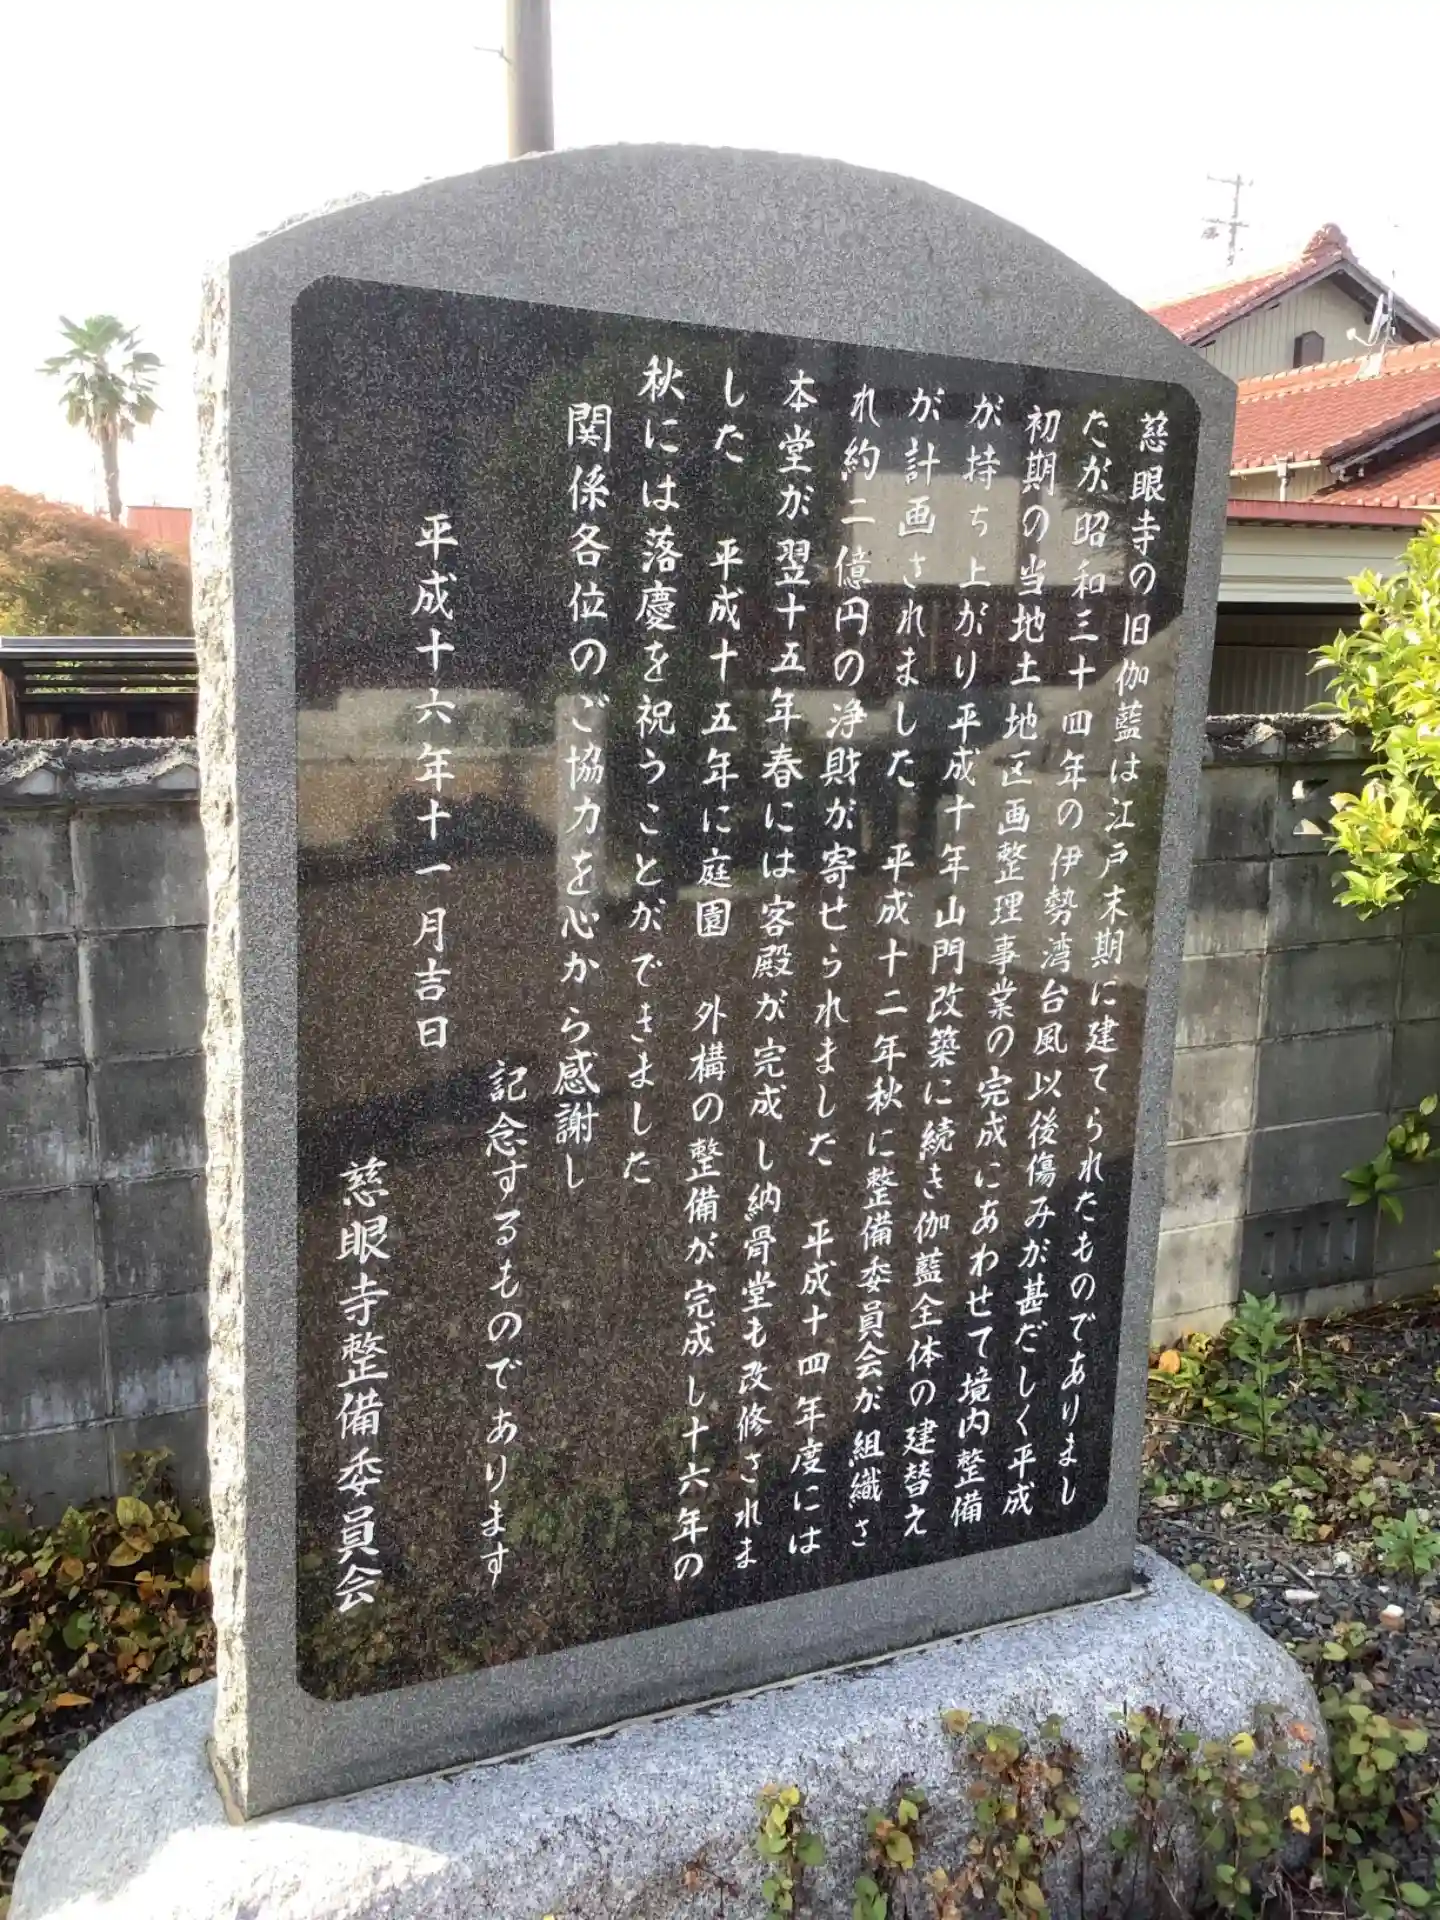 慈眼寺の旧伽藍は江戸末期に建てられたものでありまし
たが昭和三十四年の伊勢湾台風以後傷みが甚だしく平成
初期の当地土地区画整理事業の完成にあわせて境内整備
が持ち上がり平成十年山門改築に続き伽藍全体の建替え
が計画されました　平成十二年秋に整備委員会が組織さ
れ約二億円の浄財が寄せられました　平成十四年度には
本堂が翌十五年春には客殿が完成し納骨堂も改修されま
した　平成十五年に庭園　外構の整備が完成し十六年の
秋には落慶を祝うことができました
関係各位のご協力を心から感謝し
記念するものであります
平成十六年十一月吉日
慈眼寺整備委員会